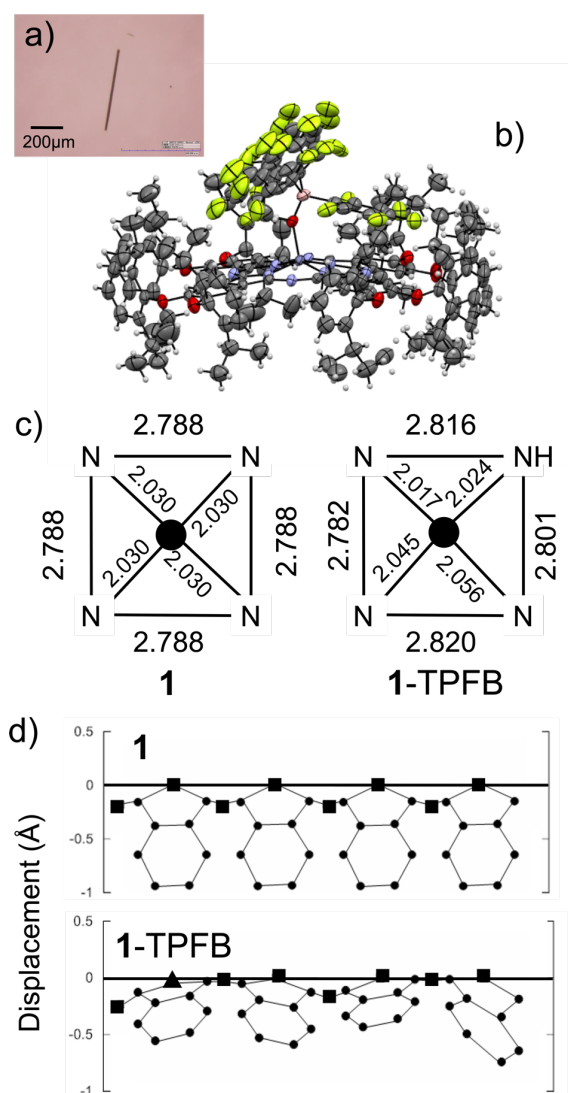 a)
200µm
b)
c)
2.788
2.816
N N
N NH
2.030 2.030
2.017 2.024
2.788 2.788
2.782 2.801
2.030 2.030
2.045 2.056
N N
N N
2.788
2.820
1
1-TPFB
d)
0.5
1
0
-0.5
-1
0.5
1-TPFB
0
-0.5
-1
Displacement (Å)